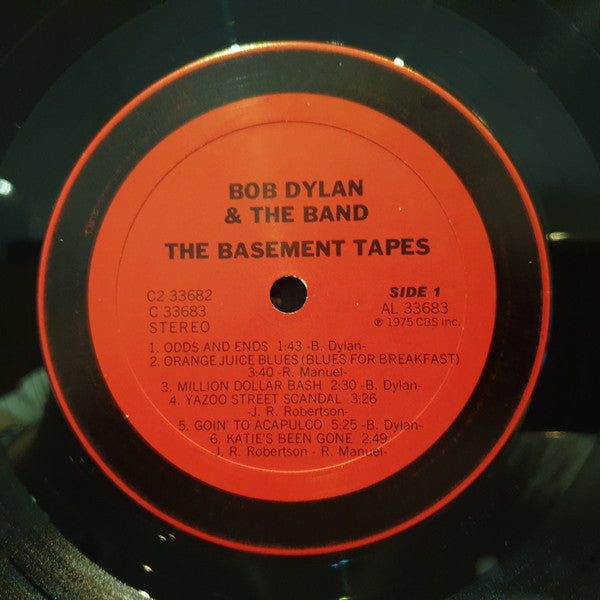 BOB DYLAN
& THE BAND
THE BASEMENT TAPES
C2 33682
C 33683
STEREO
SIDE 1
AL 33683
℗ 1975 CBS Inc.
1. ODDS AND ENDS 1:43 -B. Dylan-
2. ORANGE JUICE BLUES (BLUES FOR BREAKFAST)
3:40 -R. Manuel-
3. MILLION DOLLAR BASH 2:30 -B. Dylan-
4. YAZOO STREET SCANDAL 3:26
-J. R. Robertson-
5. GOIN' TO ACAPULCO 5:25 -B. Dylan-
6. KATIE'S BEEN GONE 2:49
-J. R. Robertson - R. Manuel-